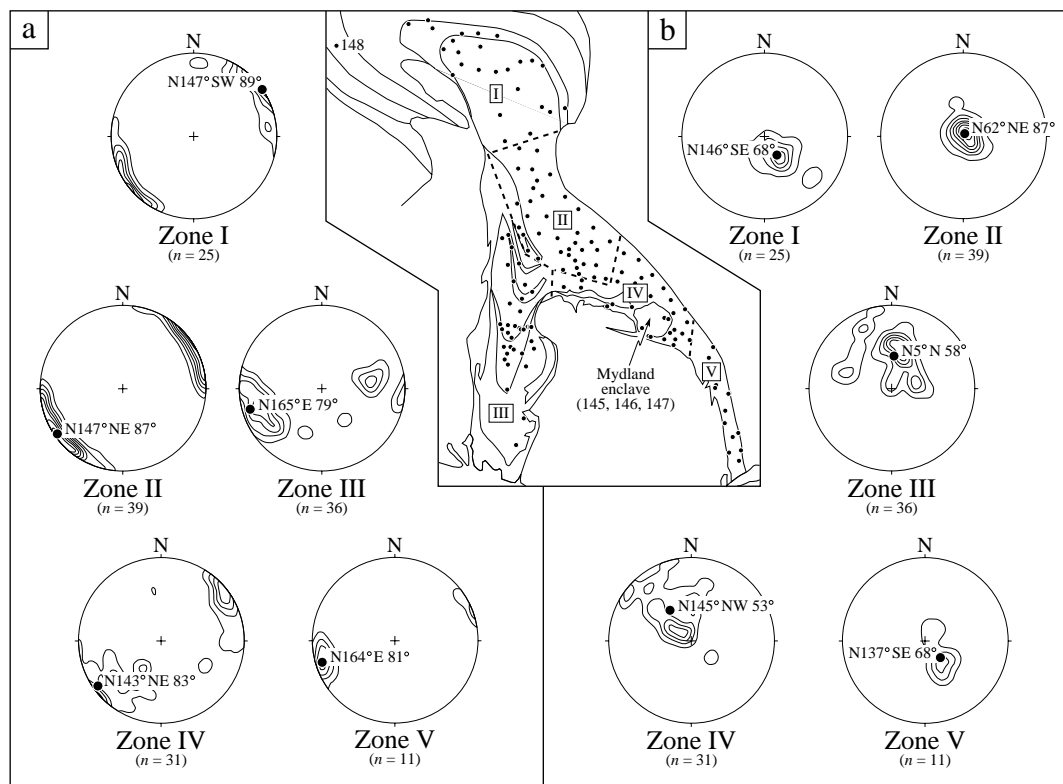 a
N
N147°SW 89°
Zone I
(n = 25)
N
N147°NE 87°
Zone II
(n = 39)
N165°E 79°
Zone III
(n = 36)
N
N143°NE 83°
Zone IV
(n = 31)
N
N164°E 81°
Zone V
(n = 11)
148
I
II
III
IV
V
Mydland
enclave
(145, 146, 147)
b
N
N146°SE 68°
Zone I
(n = 25)
N
N62°NE 87°
Zone II
(n = 39)
N
N5°N 58°
Zone III
(n = 36)
N
N145°NW 53°
Zone IV
(n = 31)
N
N137°SE 68°
Zone V
(n = 11)